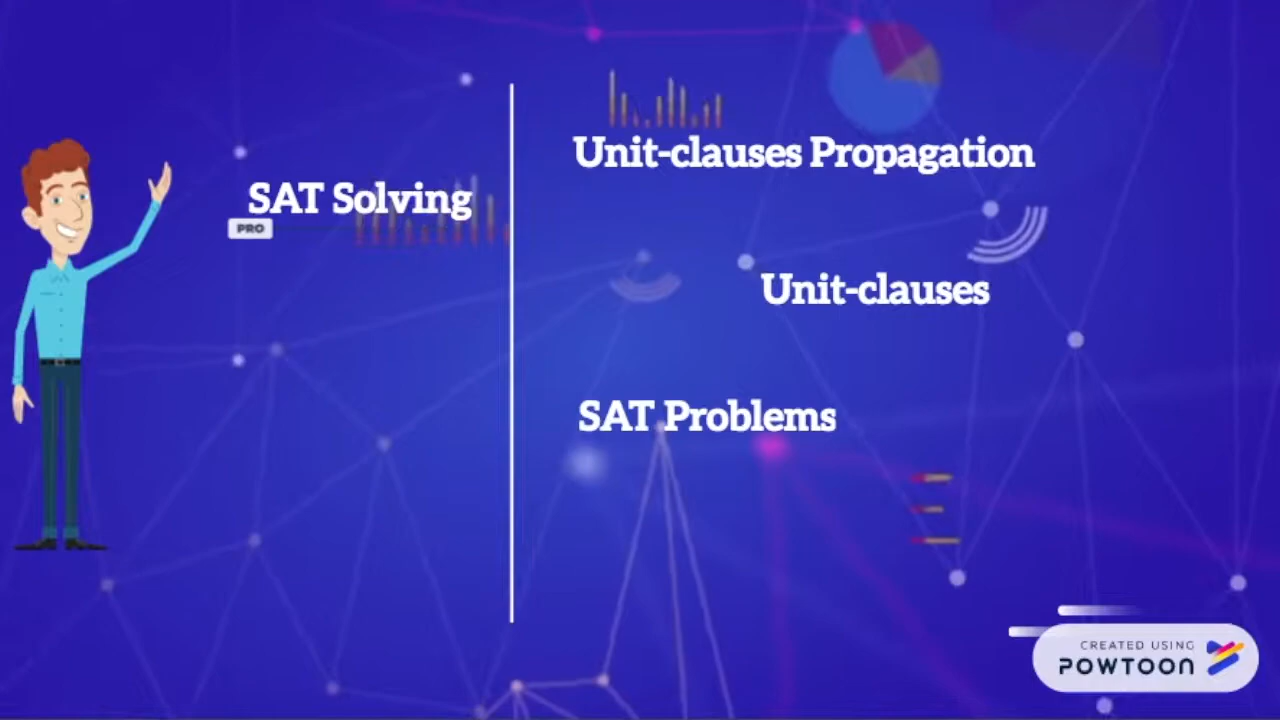 SAT Solving
PRO
Unit-clauses Propagation
Unit-clauses
SAT Problems
CREATED USING
POWTOON